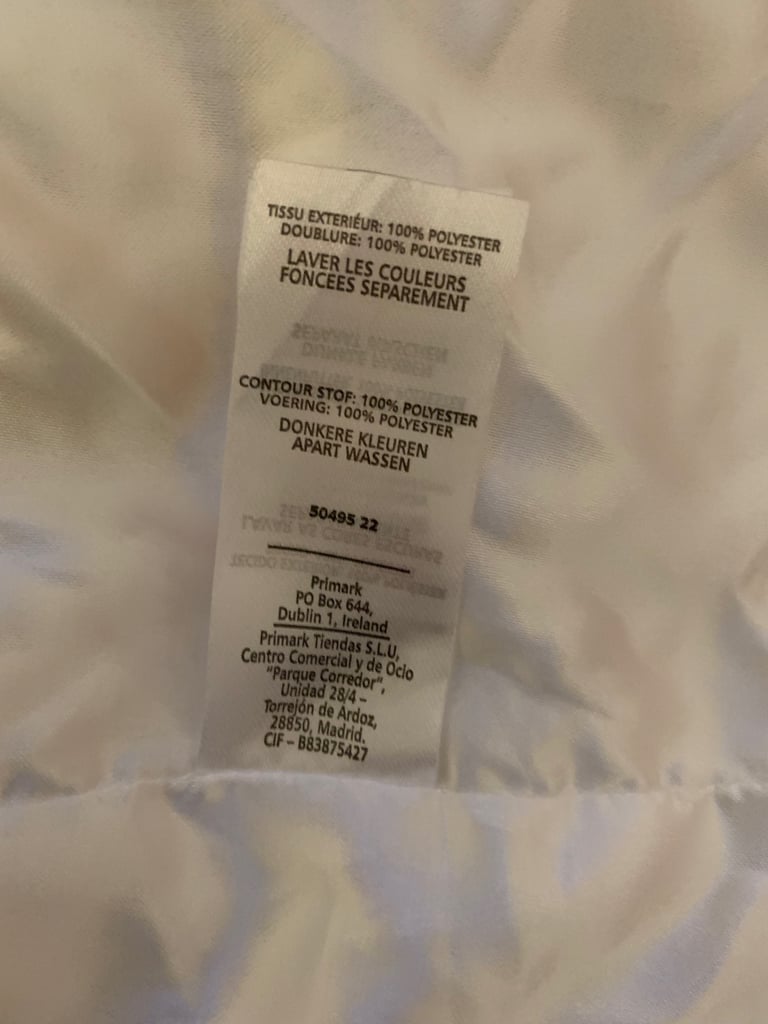 TISSU EXTERIÉUR: 100% POLYESTER
DOUBLURE: 100% POLYESTER
LAVER LES COULEURS
FONCEES SEPAREMENT
CONTOUR STOF: 100% POLYESTER
VOERING: 100% POLYESTER
DONKERE KLEUREN
APART WASSEN
50495 22
Primark
PO Box 644,
Dublin 1, Ireland
Primark Tiendas S.L.U,
Centro Comercial y de Ocio
"Parque Corredor",
Unidad 28/4 –
Torrejón de Ardoz,
28850, Madrid.
CIF – B83875427